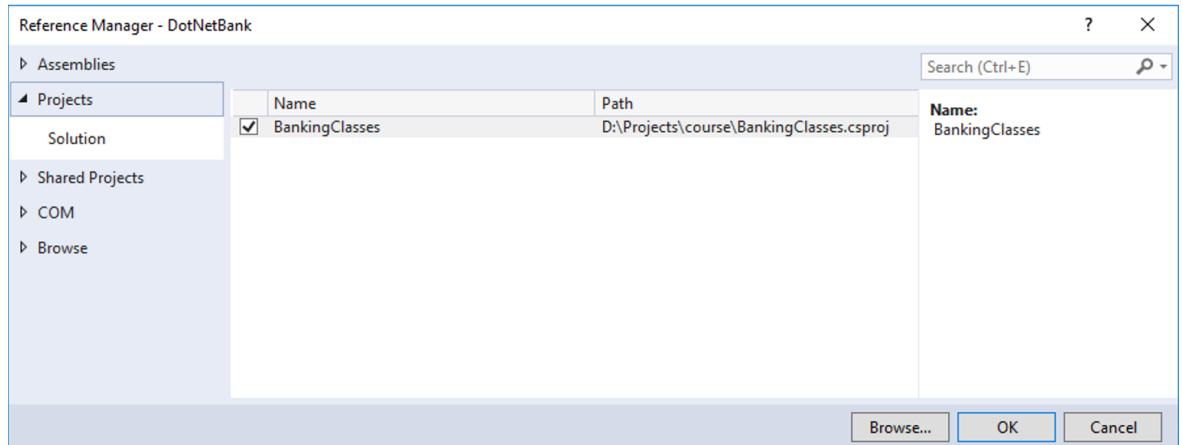 Reference Manager - DotNetBank ?
Assemblies
Projects
Solution
Shared Projects
COM
Browse
Name Path
BankingClasses D:\Projects\course\BankingClasses.csproj
Search (Ctrl+E)
Name:
BankingClasses
Browse... OK Cancel